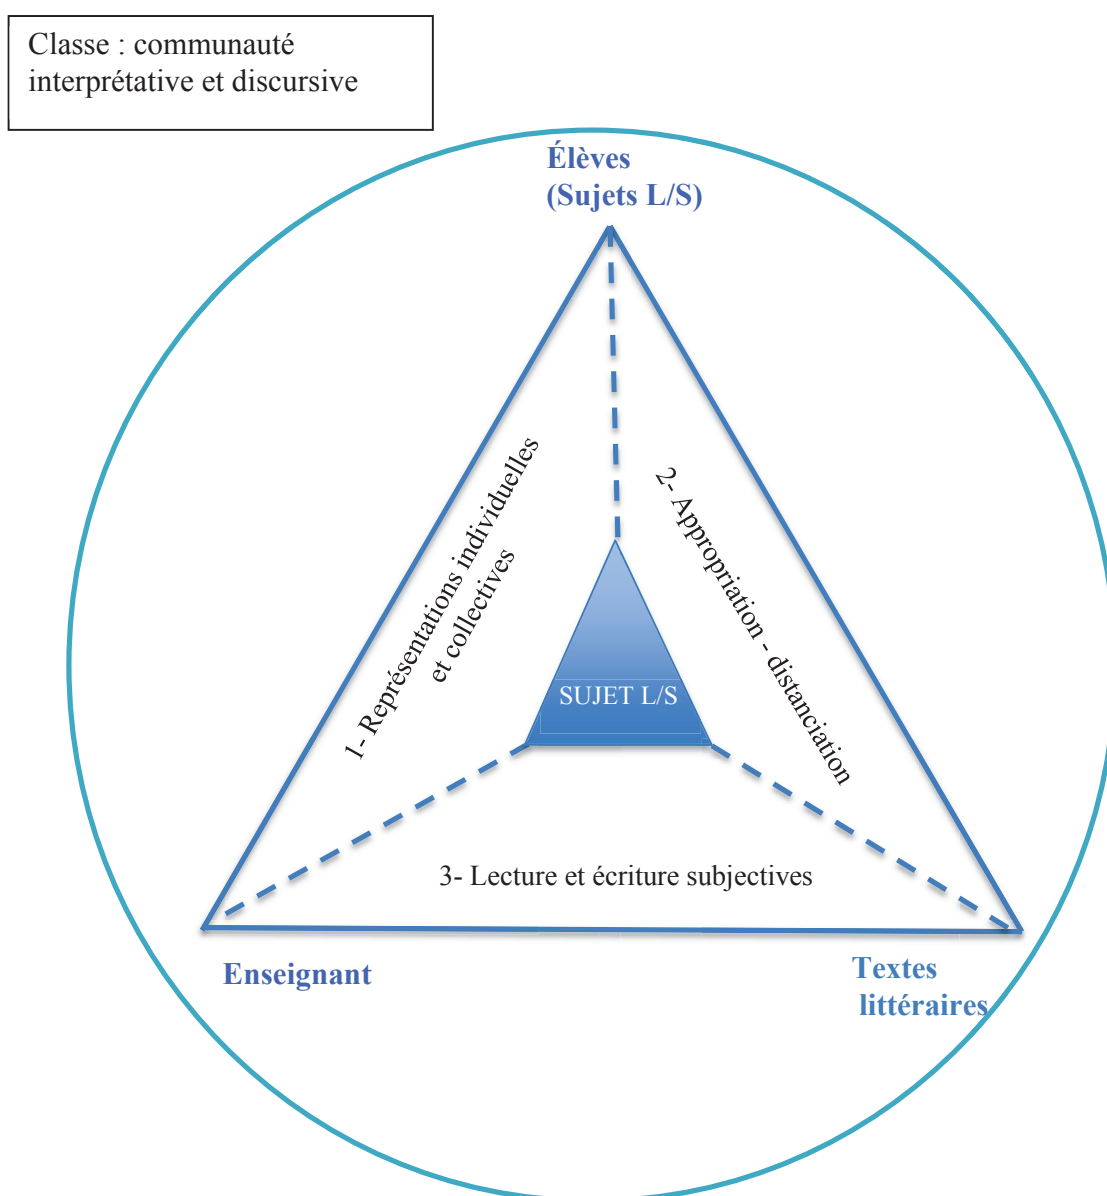 Classe : communauté
interprétative et discursive
Élèves
(Sujets L/S)
1- Représentations individuelles
et collectives
2- Appropriation - distanciation
SUJET L/S
3- Lecture et écriture subjectives
Enseignant
Textes
littéraires